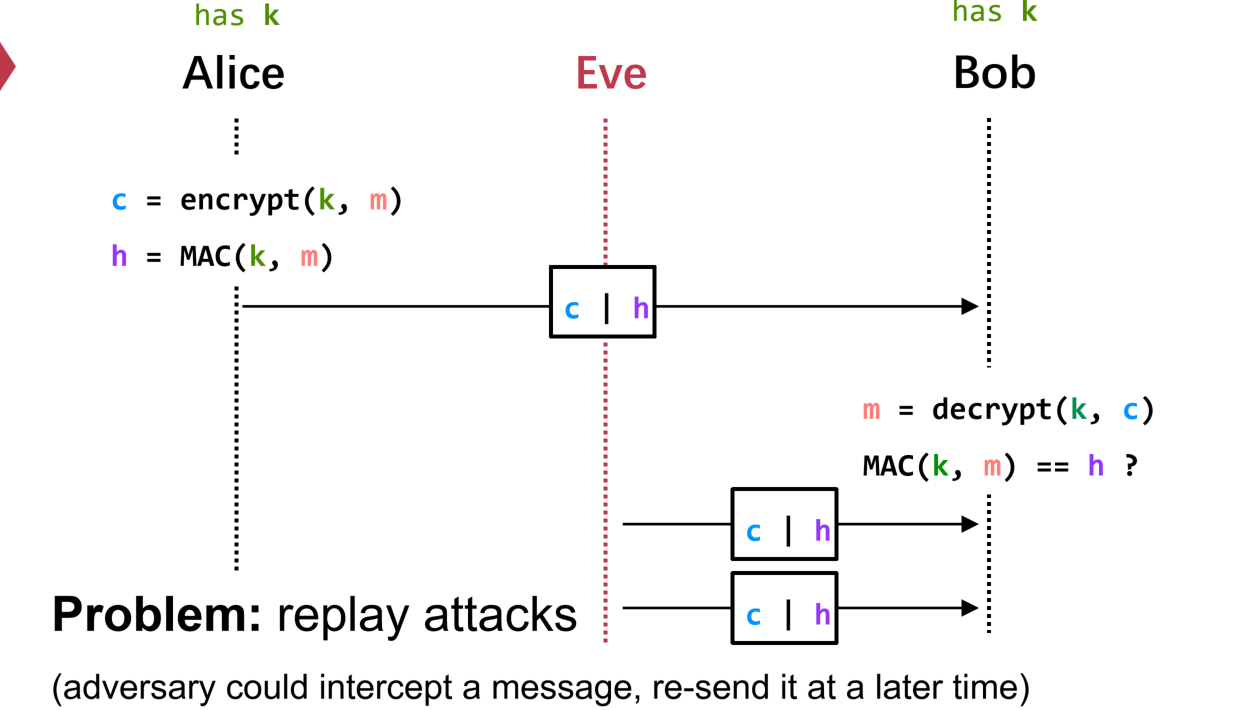 has k
has k
Alice
Eve
Bob
c = encrypt(k, m)
h = MAC(k, m)
c | h
m = decrypt(k, c)
MAC(k, m) == h ?
c | h
c | h
Problem: replay attacks
(adversary could intercept a message, re-send it at a later time)